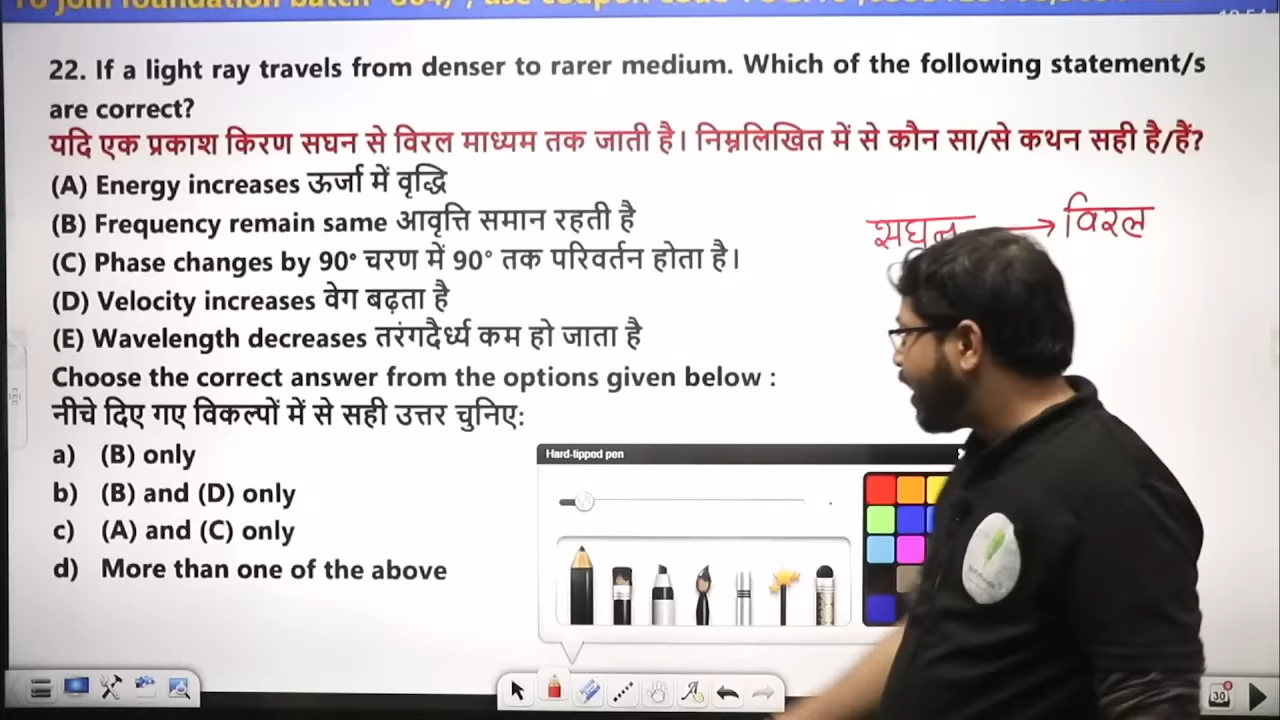 22. If a light ray travels from denser to rarer medium. Which of the following statement/s
are correct?
यदि एक प्रकाश किरण सघन से विरल माध्यम तक जाती है। निम्नलिखित में से कौन सा/से कथन सही है/हैं?
(A) Energy increases ऊर्जा में वृद्धि
(B) Frequency remain same आवृत्ति समान रहती है
सघन → विरल
(C) Phase changes by 90° चरण में 90° तक परिवर्तन होता है।
(D) Velocity increases वेग बढ़ता है
(E) Wavelength decreases तरंगदैर्ध्य कम हो जाता है
Choose the correct answer from the options given below :
नीचे दिए गए विकल्पों में से सही उत्तर चुनिए:
a) (B) only
b) (B) and (D) only
c) (A) and (C) only
d) More than one of the above
Hard-tipped pen
30